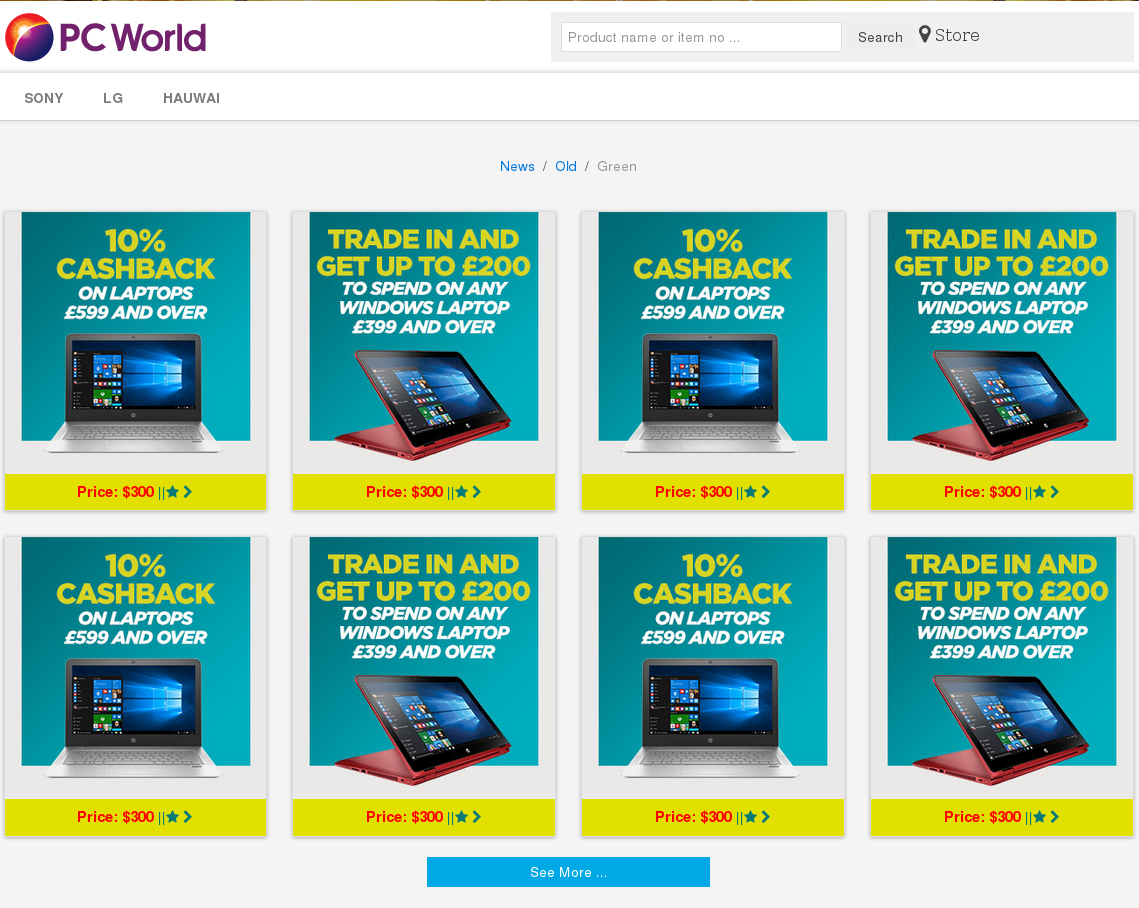 PC World
Product name or item no ...
Search
Store
SONY
LG
HAUWAI
News / Old / Green
10%
CASHBACK
ON LAPTOPS
£599 AND OVER
Price: $300 ||
TRADE IN AND
GET UP TO £200
TO SPEND ON ANY
WINDOWS LAPTOP
£399 AND OVER
Price: $300 ||
10%
CASHBACK
ON LAPTOPS
£599 AND OVER
Price: $300 ||
TRADE IN AND
GET UP TO £200
TO SPEND ON ANY
WINDOWS LAPTOP
£399 AND OVER
Price: $300 ||
10%
CASHBACK
ON LAPTOPS
£599 AND OVER
Price: $300 ||
TRADE IN AND
GET UP TO £200
TO SPEND ON ANY
WINDOWS LAPTOP
£399 AND OVER
Price: $300 ||
10%
CASHBACK
ON LAPTOPS
£599 AND OVER
Price: $300 ||
TRADE IN AND
GET UP TO £200
TO SPEND ON ANY
WINDOWS LAPTOP
£399 AND OVER
Price: $300 ||
See More ...